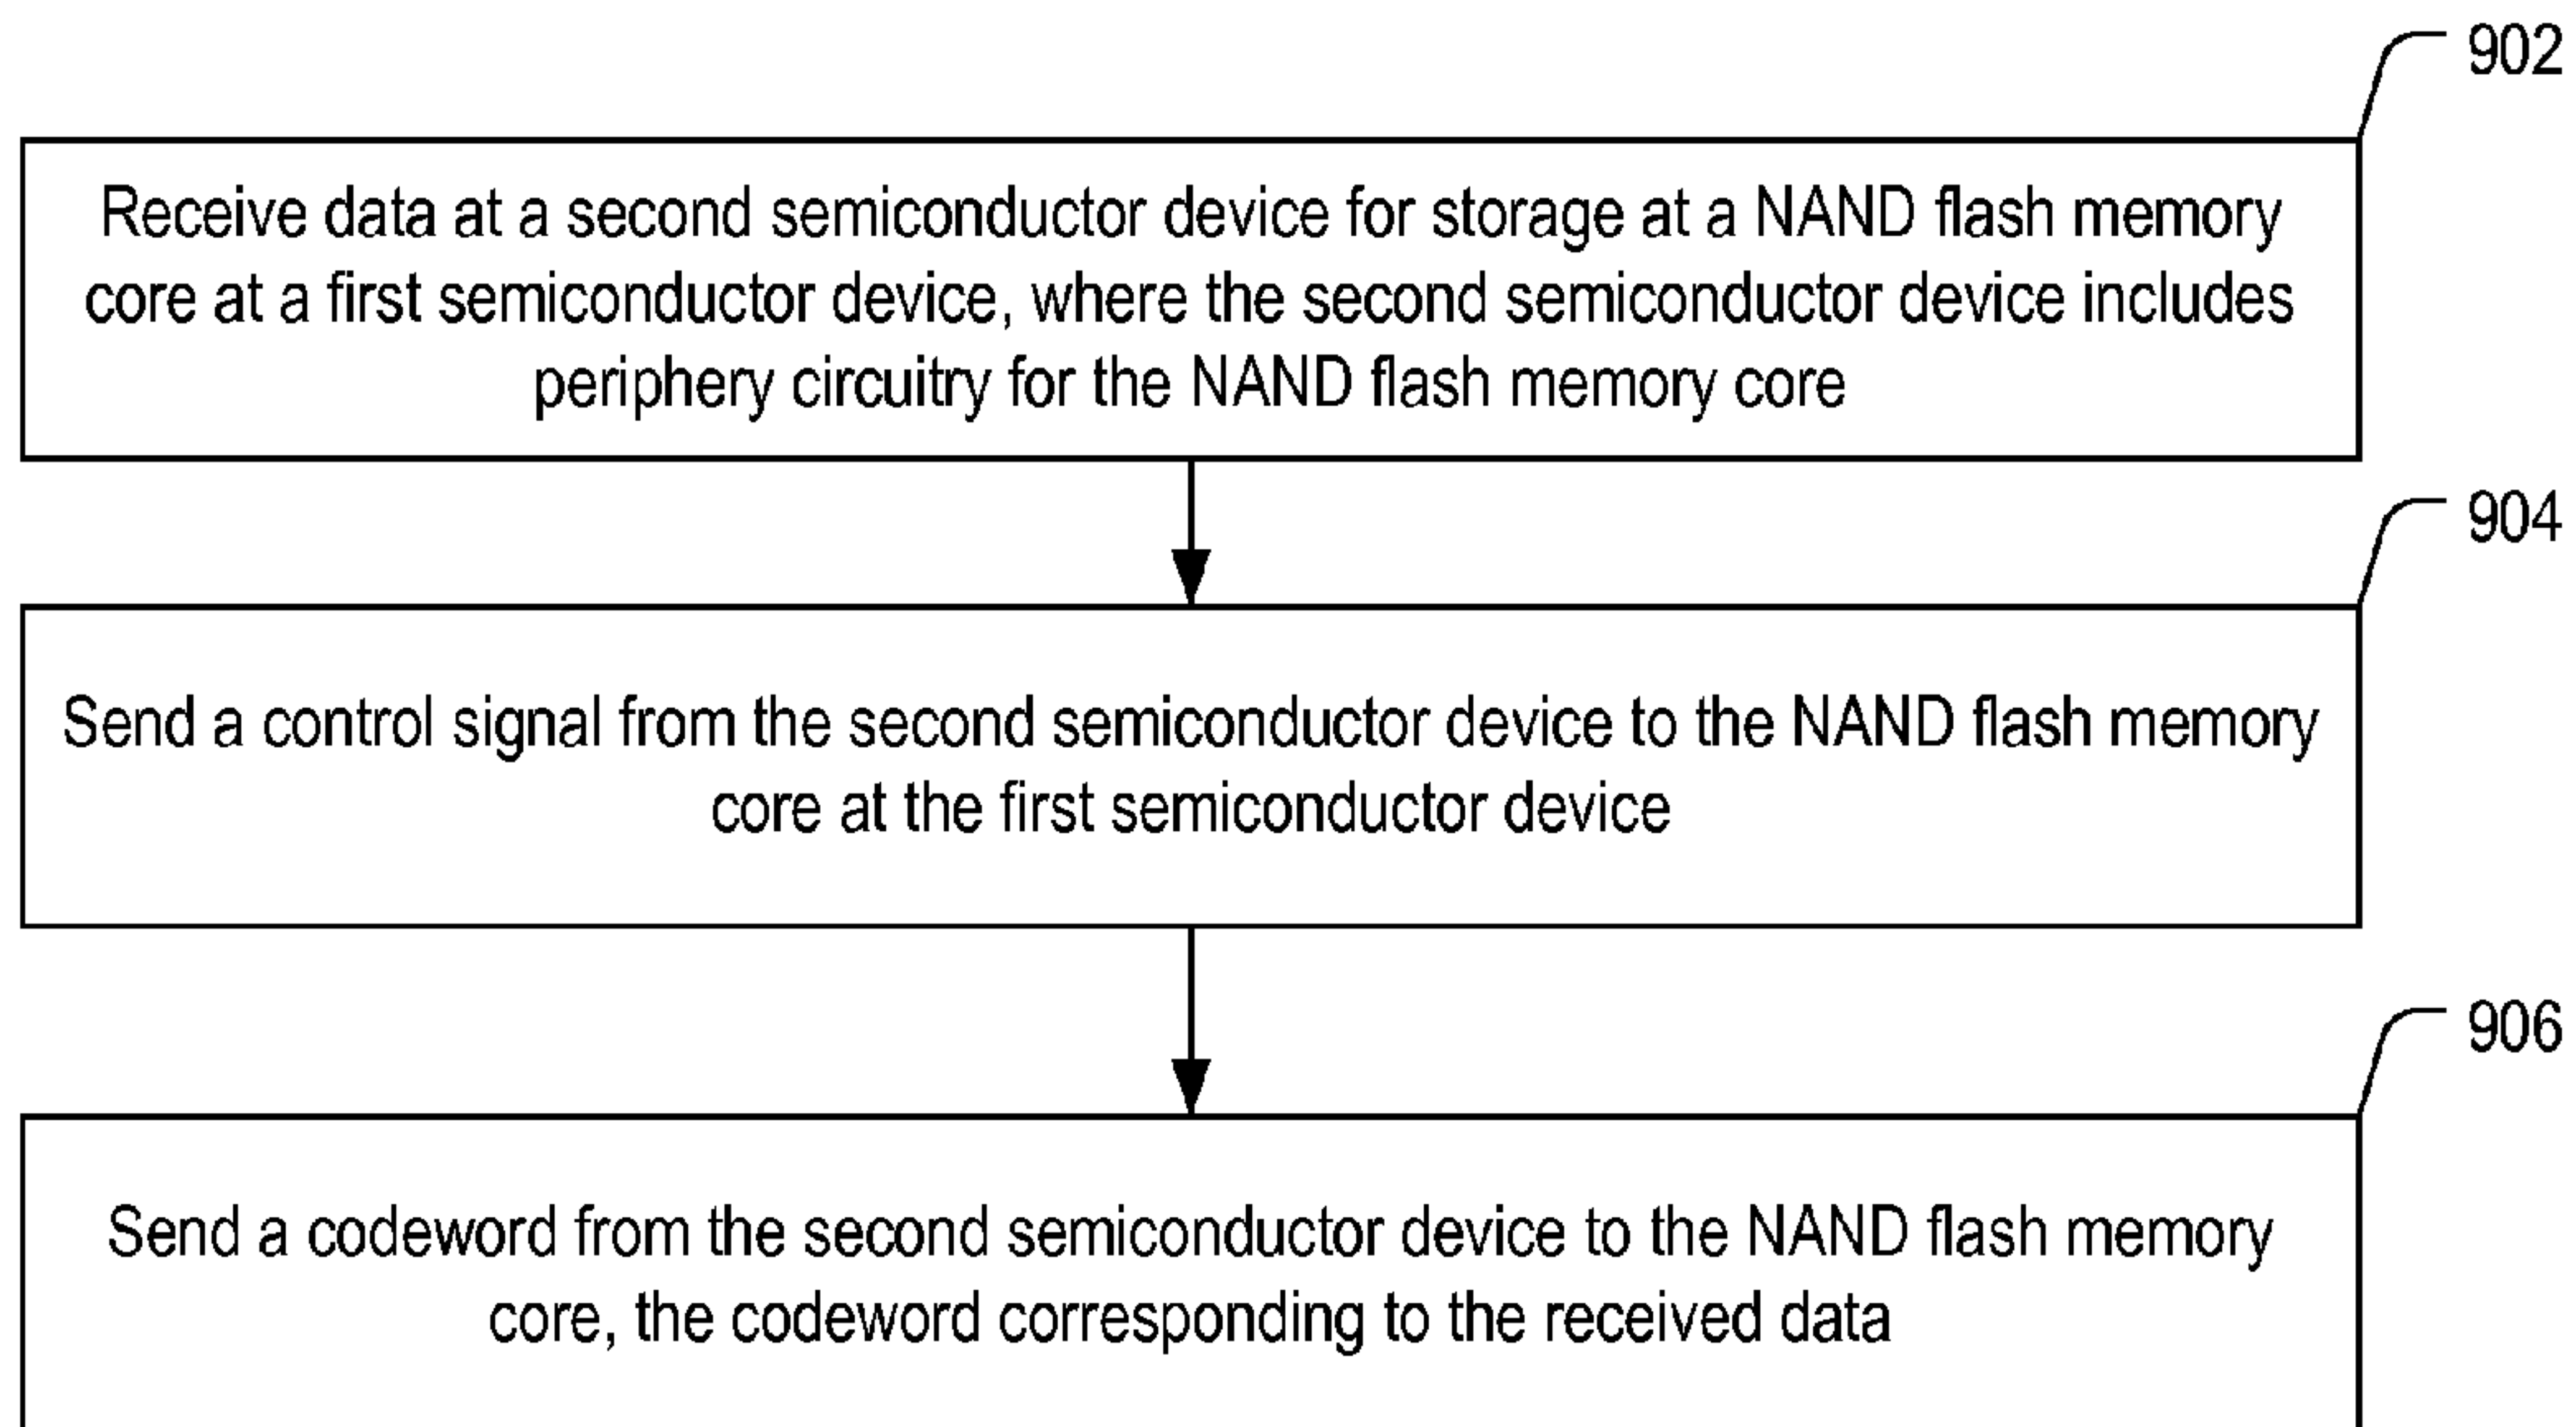 902
Receive data at a second semiconductor device for storage at a NAND flash memory
core at a first semiconductor device, where the second semiconductor device includes
periphery circuitry for the NAND flash memory core
904
Send a control signal from the second semiconductor device to the NAND flash memory
core at the first semiconductor device
906
Send a codeword from the second semiconductor device to the NAND flash memory
core, the codeword corresponding to the received data